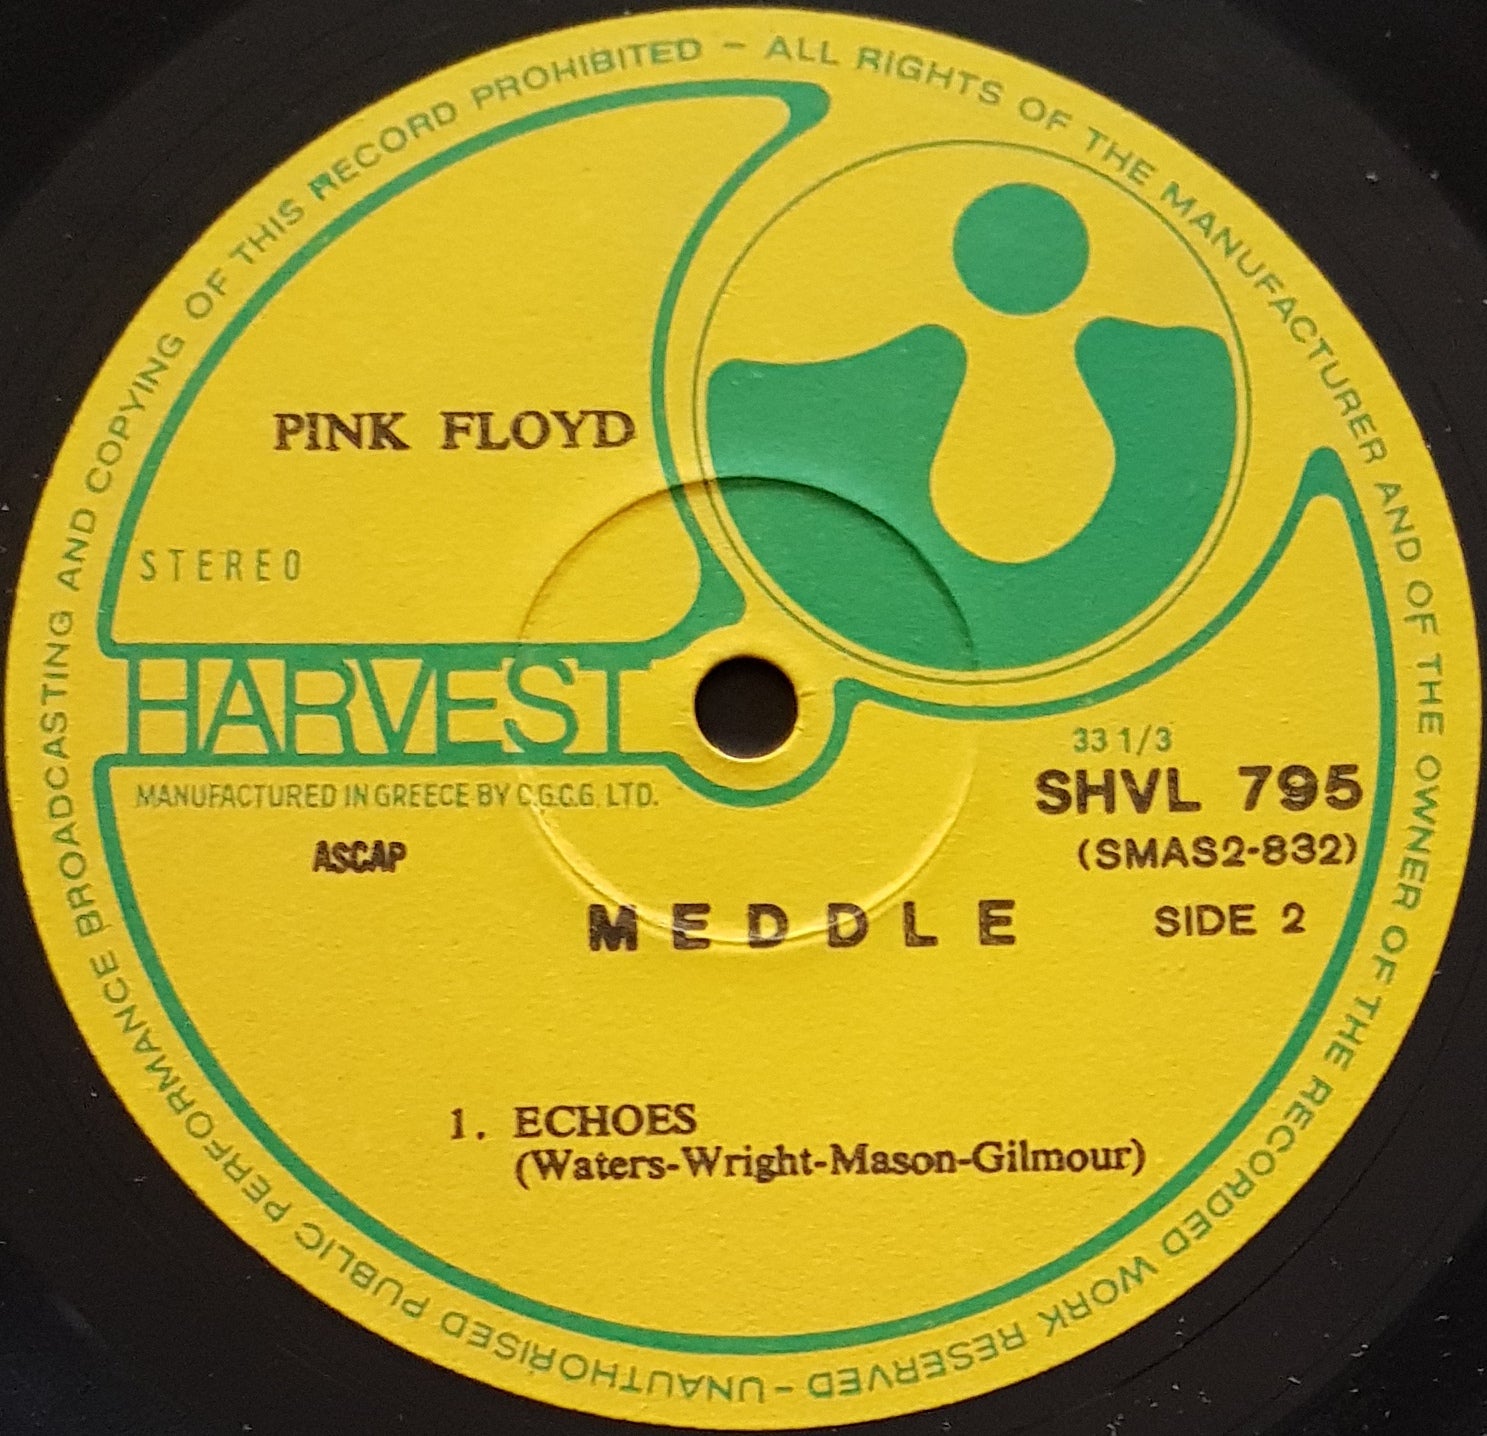 ALL RIGHTS OF THE MANUFACTURER AND OF THE OWNER OF THE RECORDED WORK RESERVED - UNAUTHORISED PUBLIC PERFORMANCE BROADCASTING AND COPYING OF THIS RECORD PROHIBITED -
PINK FLOYD
STEREO
HARVEST
MANUFACTURED IN GREECE BY C.G.C.G. LTD.
33 1/3
SHVL 795
ASCAP
(SMAS2-832)
MEDDLE
SIDE 2
1. ECHOES
(Waters-Wright-Mason-Gilmour)